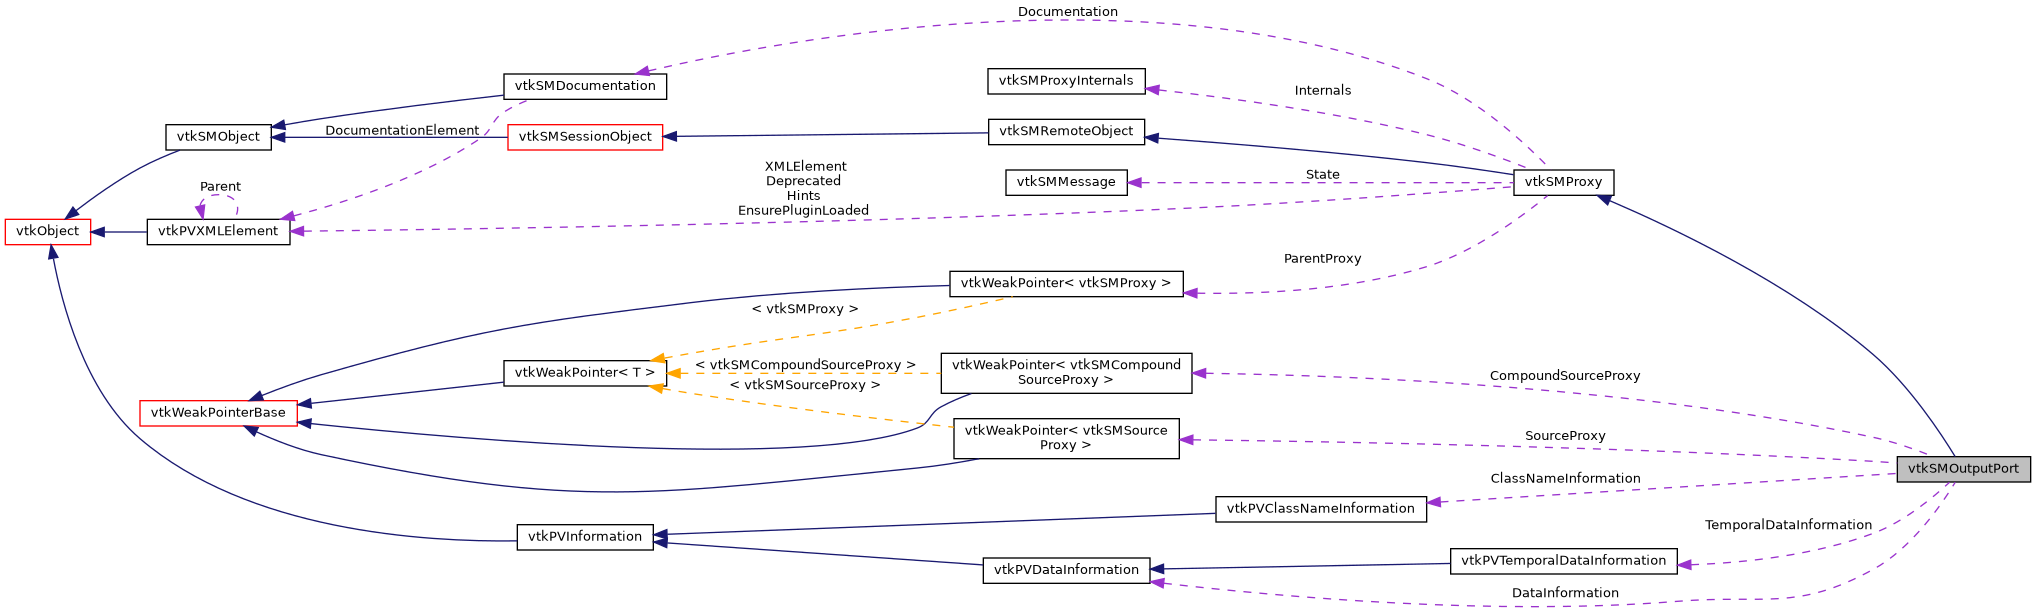 Documentation
vtkSMDocumentation
vtkSMProxyInternals
Internals
vtkSMObject
DocumentationElement
vtkSMSessionObject
vtkSMRemoteObject
XMLElement
Deprecated
Hints
EnsurePluginLoaded
vtkSMMessage
State
vtkSMProxy
Parent
vtkObject
vtkPVXMLElement
ParentProxy
vtkWeakPointer< vtkSMProxy >
< vtkSMProxy >
vtkWeakPointer< T >
< vtkSMCompoundSourceProxy >
vtkWeakPointer< vtkSMCompound
SourceProxy >
CompoundSourceProxy
< vtkSMSourceProxy >
vtkWeakPointerBase
vtkWeakPointer< vtkSMSource
Proxy >
SourceProxy
vtkSMOutputPort
ClassNameInformation
vtkPVClassNameInformation
TemporalDataInformation
vtkPVInformation
vtkPVDataInformation
vtkPVTemporalDataInformation
DataInformation